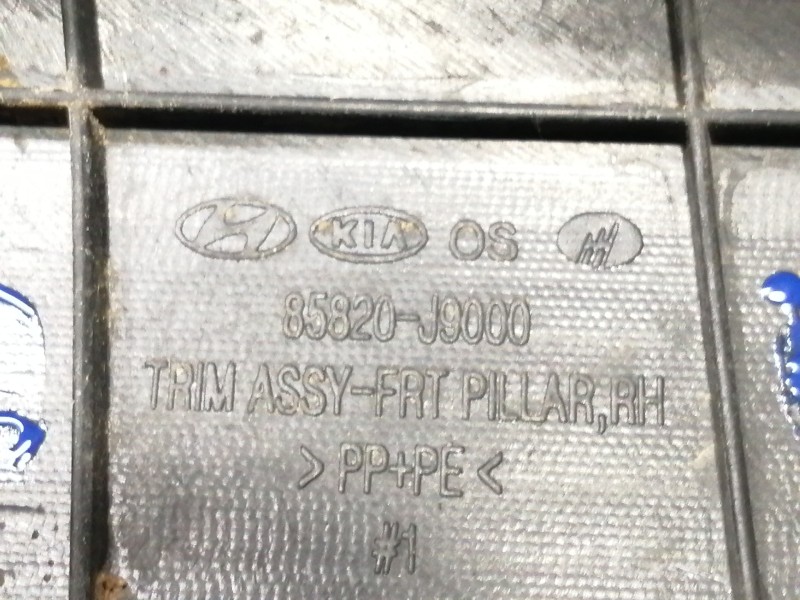 KIA OS
85820-J9000
TRIM ASSY-FRT PILLAR,RH
>PP+PE<
#1